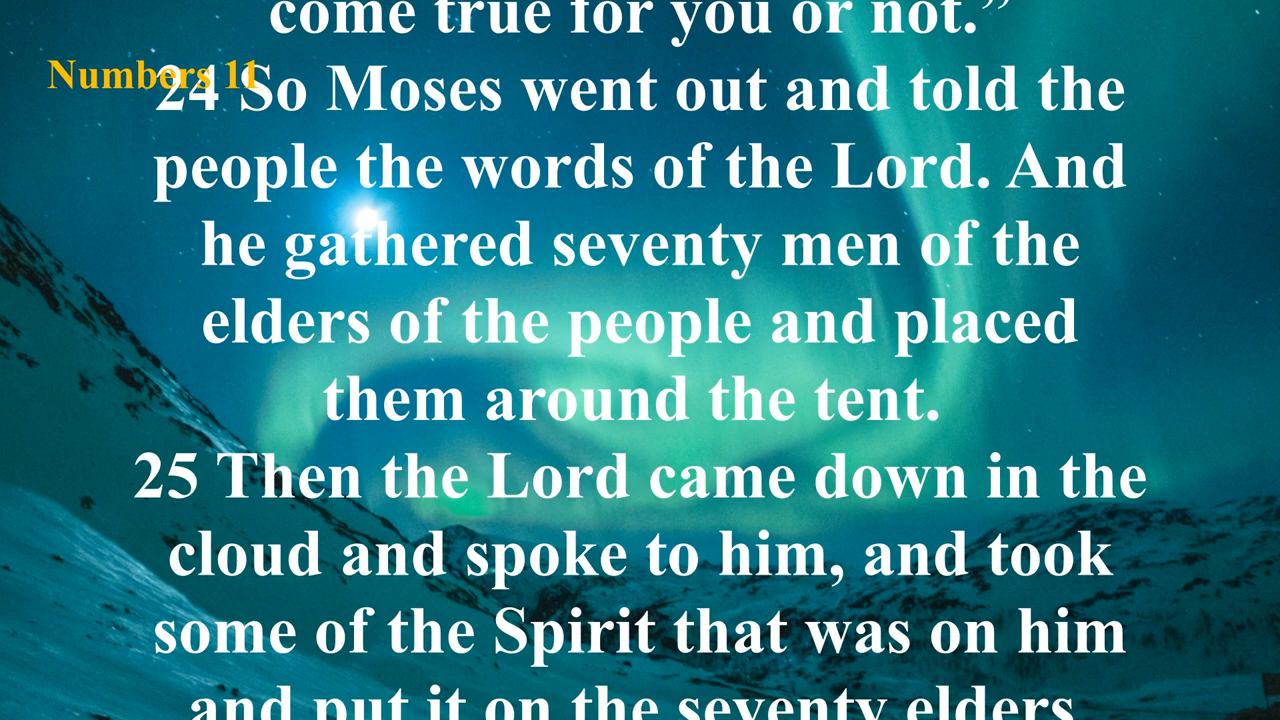 come true for you or not.”
Numbers 11
24 So Moses went out and told the
people the words of the Lord. And
he gathered seventy men of the
elders of the people and placed
them around the tent.
25 Then the Lord came down in the
cloud and spoke to him, and took
some of the Spirit that was on him
and put it on the seventy elders